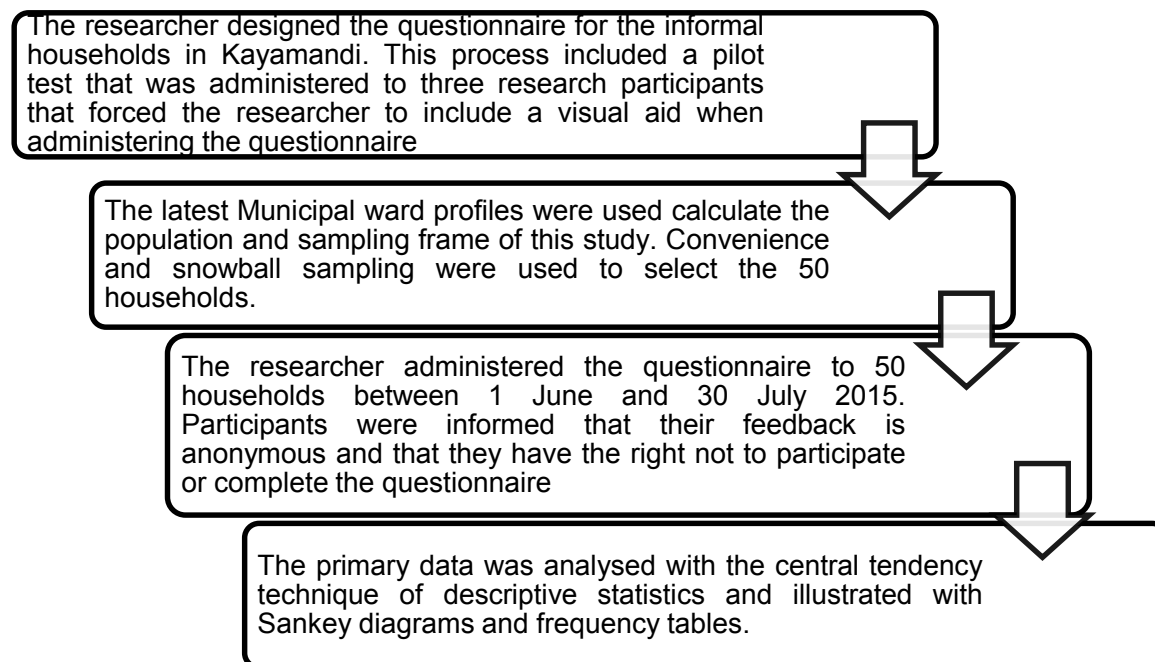 The researcher designed the questionnaire for the informal
households in Kayamandi. This process included a pilot
test that was administered to three research participants
that forced the researcher to include a visual aid when
administering the questionnaire
The latest Municipal ward profiles were used calculate the
population and sampling frame of this study. Convenience
and snowball sampling were used to select the 50
households.
The researcher administered the questionnaire to 50
households between 1 June and 30 July 2015.
Participants were informed that their feedback is
anonymous and that they have the right not to participate
or complete the questionnaire
The primary data was analysed with the central tendency
technique of descriptive statistics and illustrated with
Sankey diagrams and frequency tables.